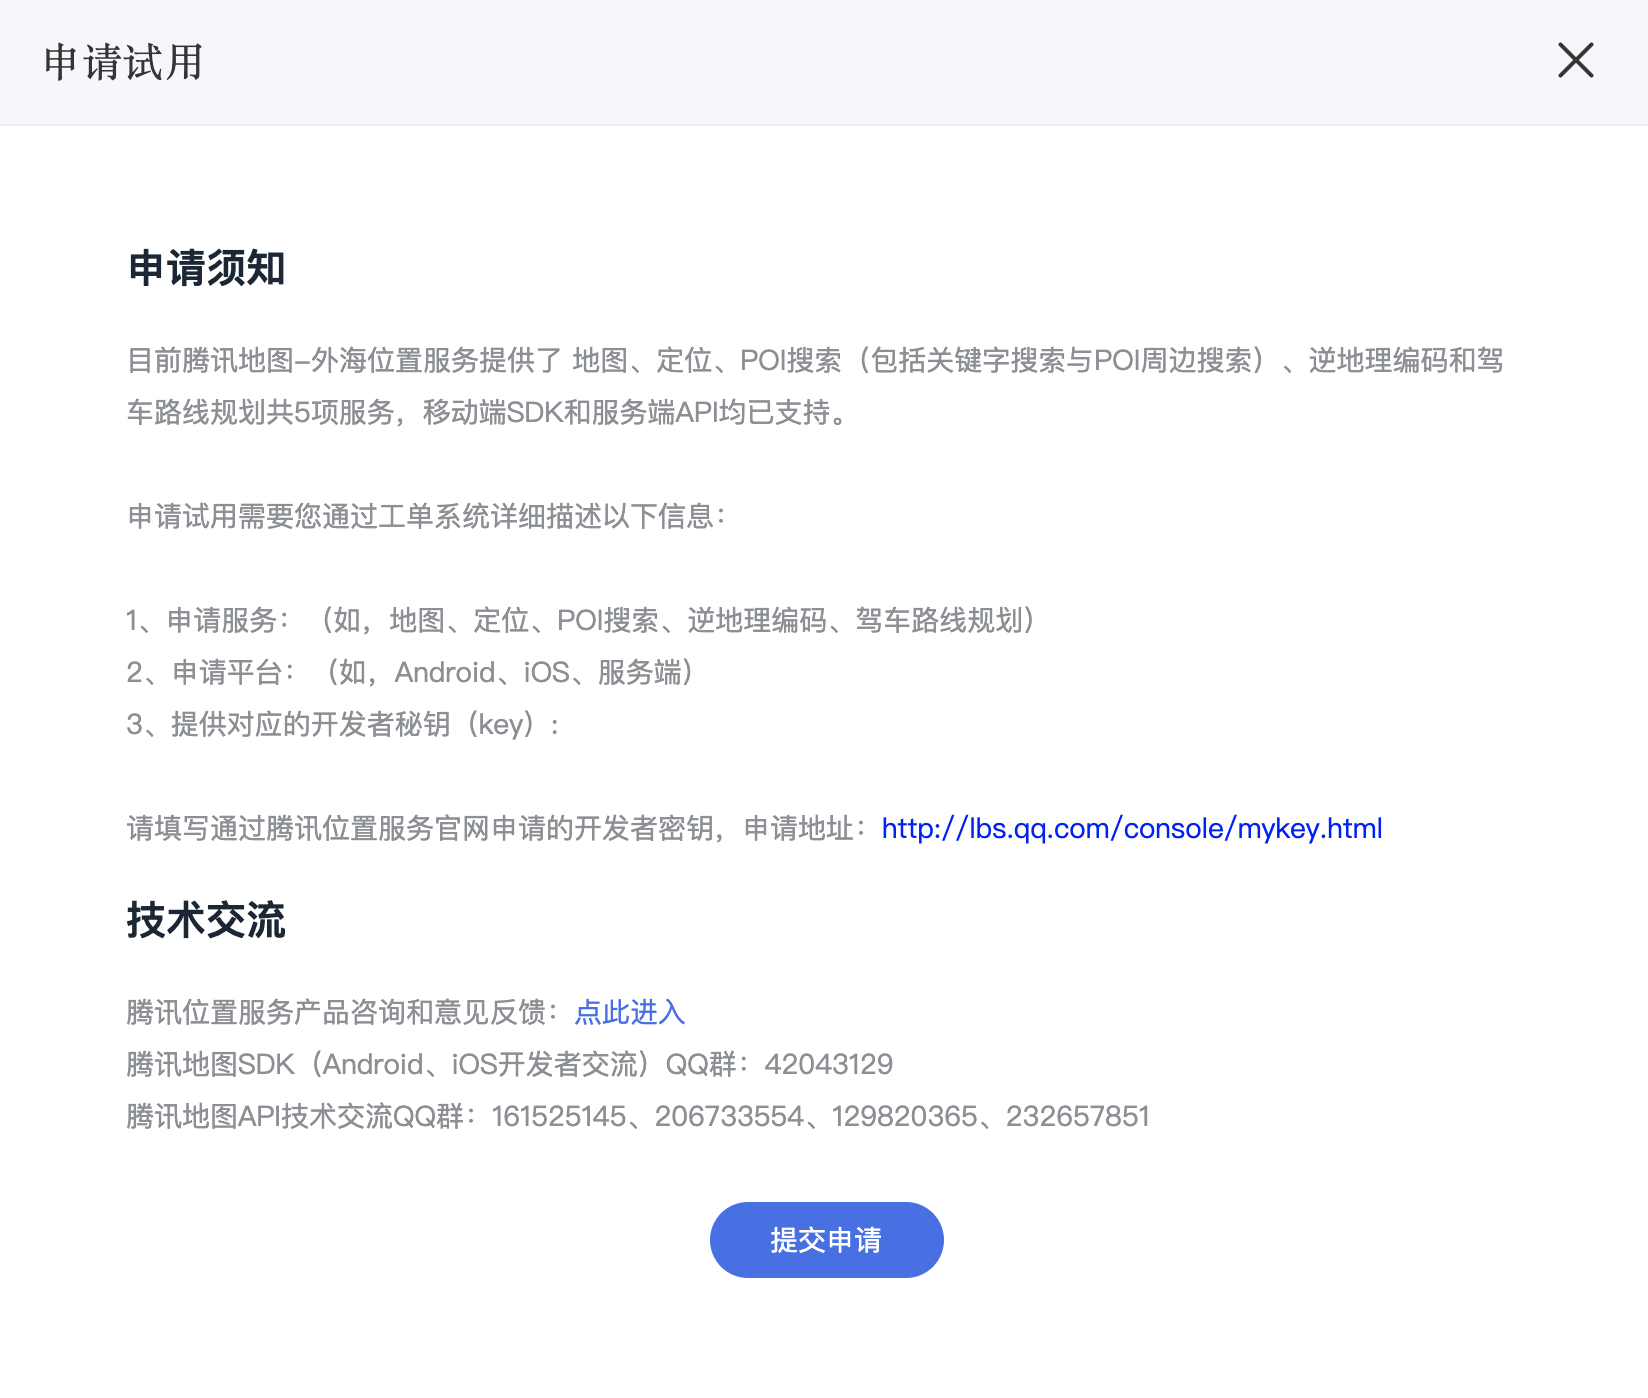 申请试用
申请须知
目前腾讯地图-外海位置服务提供了 地图、定位、POI搜索（包括关键字搜索与POI周边搜索）、逆地理编码和驾
车路线规划共5项服务，移动端SDK和服务端API均已支持。
申请试用需要您通过工单系统详细描述以下信息：
1、申请服务：（如，地图、定位、POI搜索、逆地理编码、驾车路线规划）
2、申请平台：（如，Android、iOS、服务端）
3、提供对应的开发者秘钥（key）：
请填写通过腾讯位置服务官网申请的开发者密钥，申请地址：http://lbs.qq.com/console/mykey.html
技术交流
腾讯位置服务产品咨询和意见反馈：点此进入
腾讯地图SDK（Android、iOS开发者交流）QQ群：42043129
腾讯地图API技术交流QQ群：161525145、206733554、129820365、232657851
提交申请